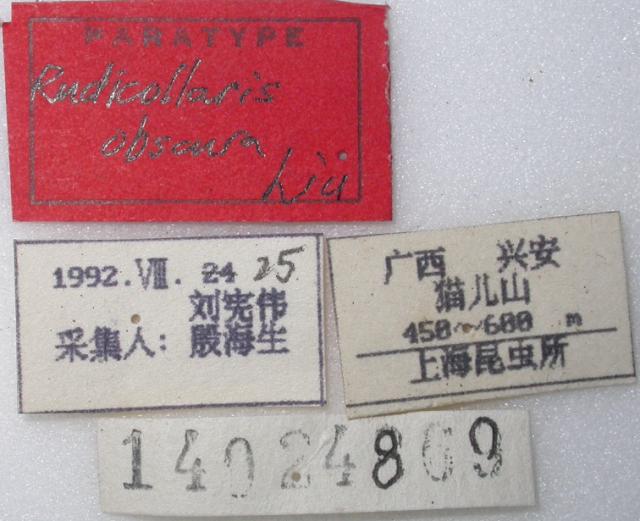 PARATYPE
Rudicollaris
obscura
Liu
1992.VIII. 24 25
刘宪伟
采集人: 殷海生
广西 兴安
猫儿山
450~600 m
上海昆虫所
14024869